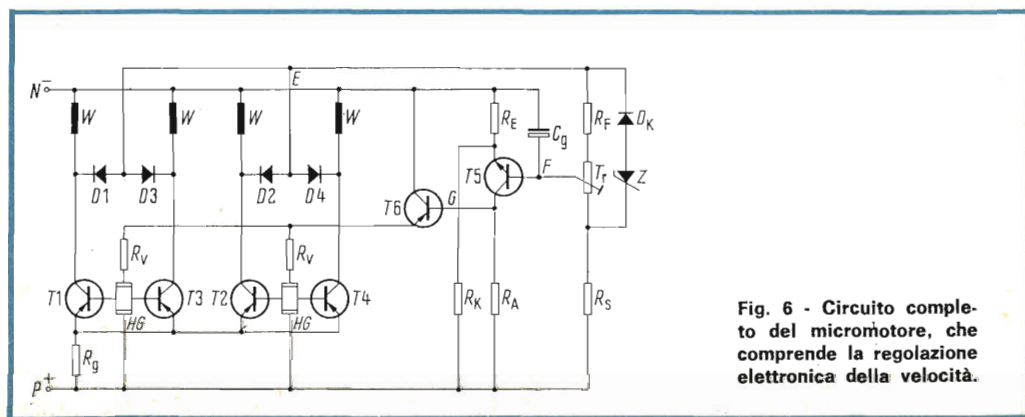 E
N −
W W W W
R_E
C_g
R_F
D_K
D1 D3 D2 D4
T5
F
T_r
Z
T6
G
R_v R_v
T1 T3 T2 T4
HG HG
R_K R_A R_S
R_g
P +
Fig. 6 - Circuito comple-
to del micromotore, che
comprende la regolazione
elettronica della velocità.